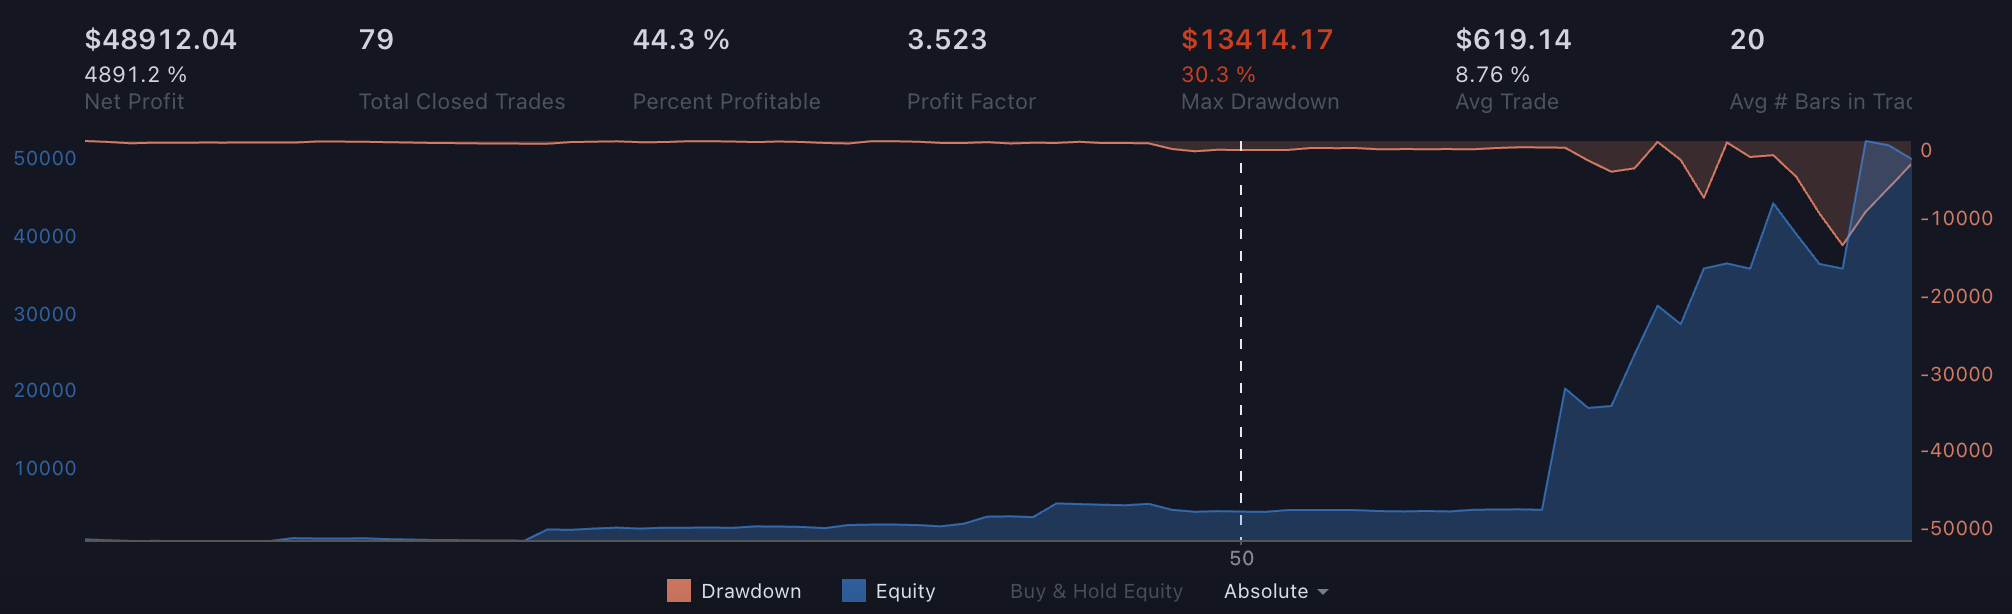 $48912.04 79 44.3 % 3.523 $13414.17 $619.14 20
4891.2 % 30.3 % 8.76 %
Net Profit Total Closed Trades Percent Profitable Profit Factor Max Drawdown Avg Trade Avg # Bars in Trad
50000 0
40000 -10000
30000 -20000
20000 -30000
10000 -40000
-50000
50
Drawdown Equity Buy & Hold Equity Absolute